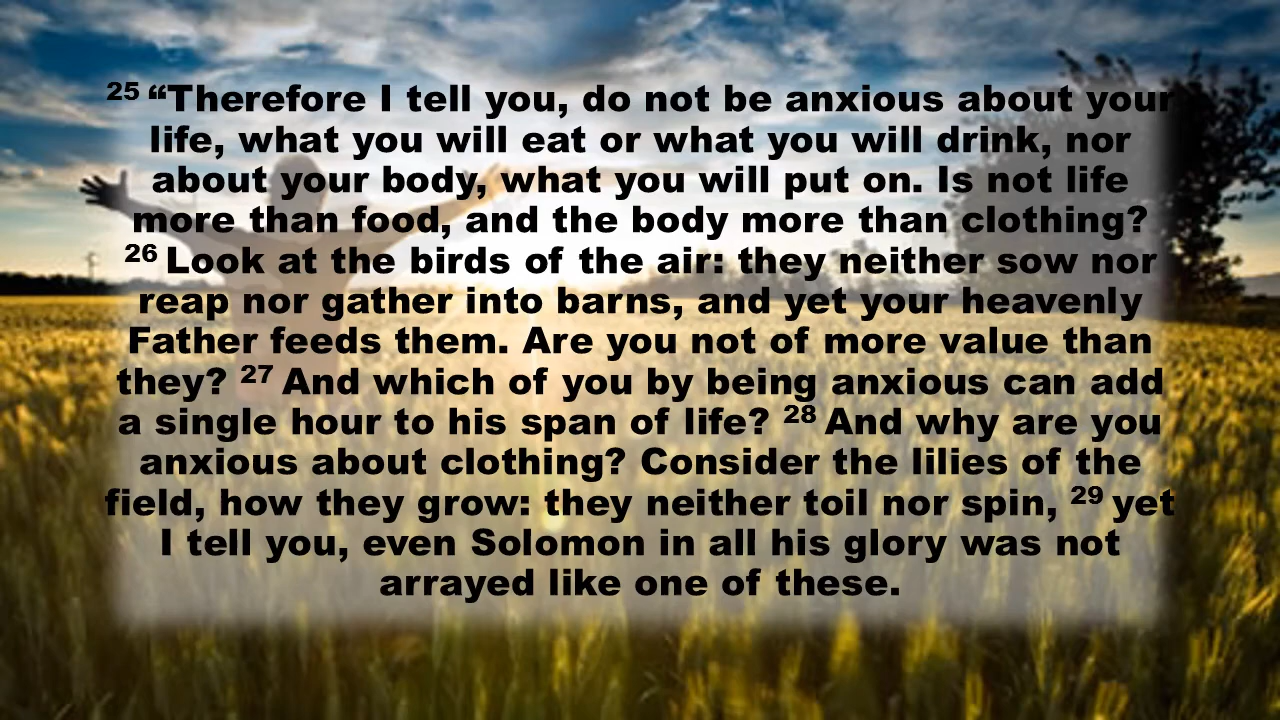 25 “Therefore I tell you, do not be anxious about your
life, what you will eat or what you will drink, nor
about your body, what you will put on. Is not life
more than food, and the body more than clothing?
26 Look at the birds of the air: they neither sow nor
reap nor gather into barns, and yet your heavenly
Father feeds them. Are you not of more value than
they? 27 And which of you by being anxious can add
a single hour to his span of life? 28 And why are you
anxious about clothing? Consider the lilies of the
field, how they grow: they neither toil nor spin, 29 yet
I tell you, even Solomon in all his glory was not
arrayed like one of these.